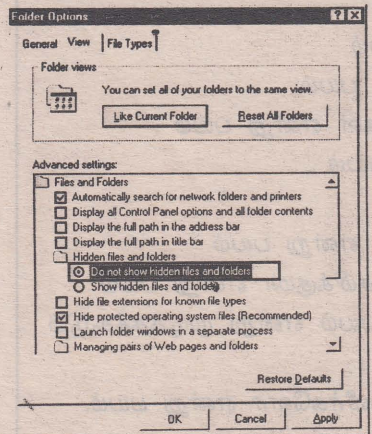 Folder Options
General View File Types
Folder views
You can set all of your folders to the same view.
Like Current Folder Reset All Folders
Advanced settings:
Files and Folders
Automatically search for network folders and printers
Display all Control Panel options and all folder contents
Display the full path in the address bar
Display the full path in title bar
Hidden files and folders
Do not show hidden files and folders
Show hidden files and folders
Hide file extensions for known file types
Hide protected operating system files (Recommended)
Launch folder windows in a separate process
Managing pairs of Web pages and folders
Restore Defaults
OK Cancel Apply